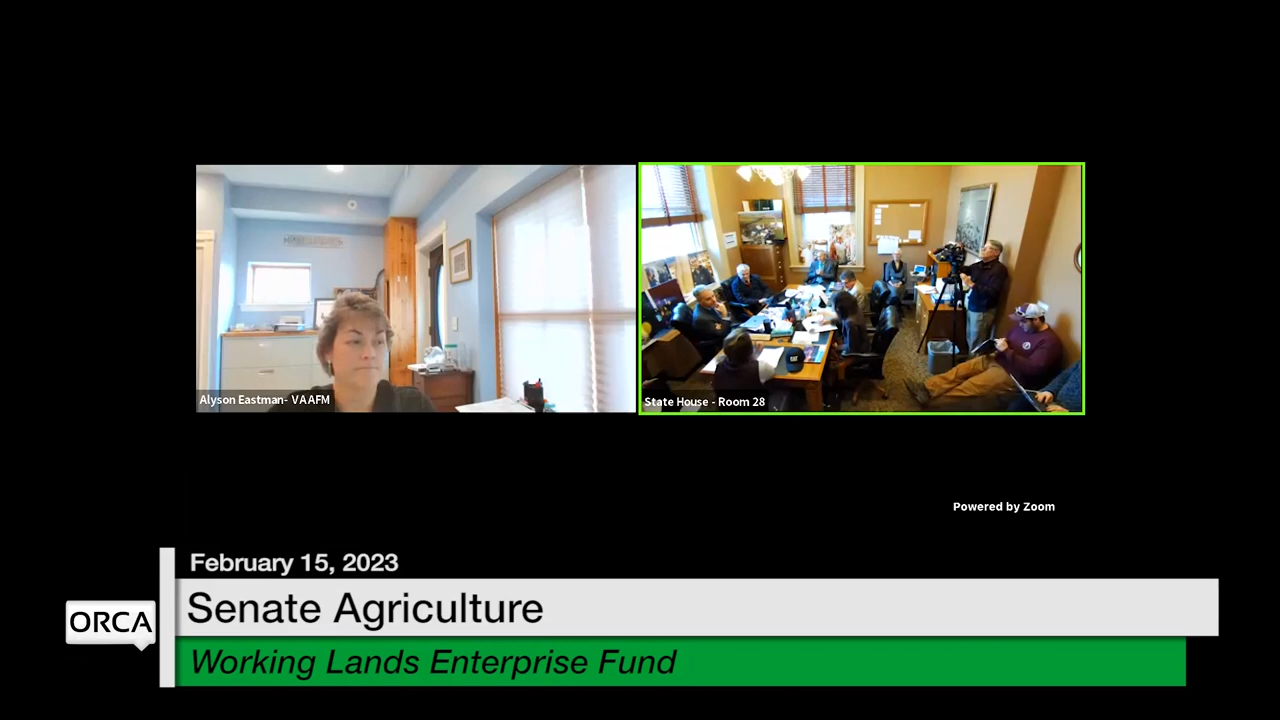 Alyson Eastman- VAAFM
State House - Room 28
Powered by Zoom
February 15, 2023
Senate Agriculture
ORCA
Working Lands Enterprise Fund